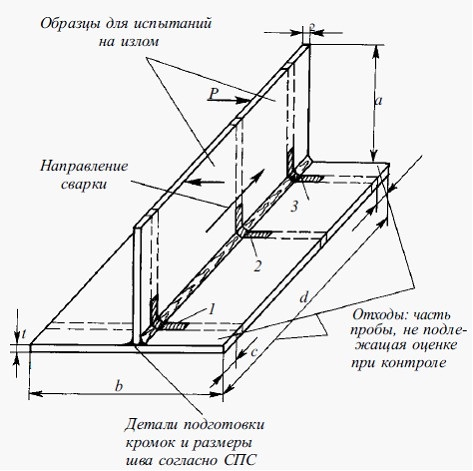 Образцы для испытаний
на излом
P
a
Направление
сварки
3
2
1
d
t
c
b
Отходы: часть
пробы, не подле-
жащая оценке
при контроле
Детали подготовки
кромок и размеры
шва согласно СПС